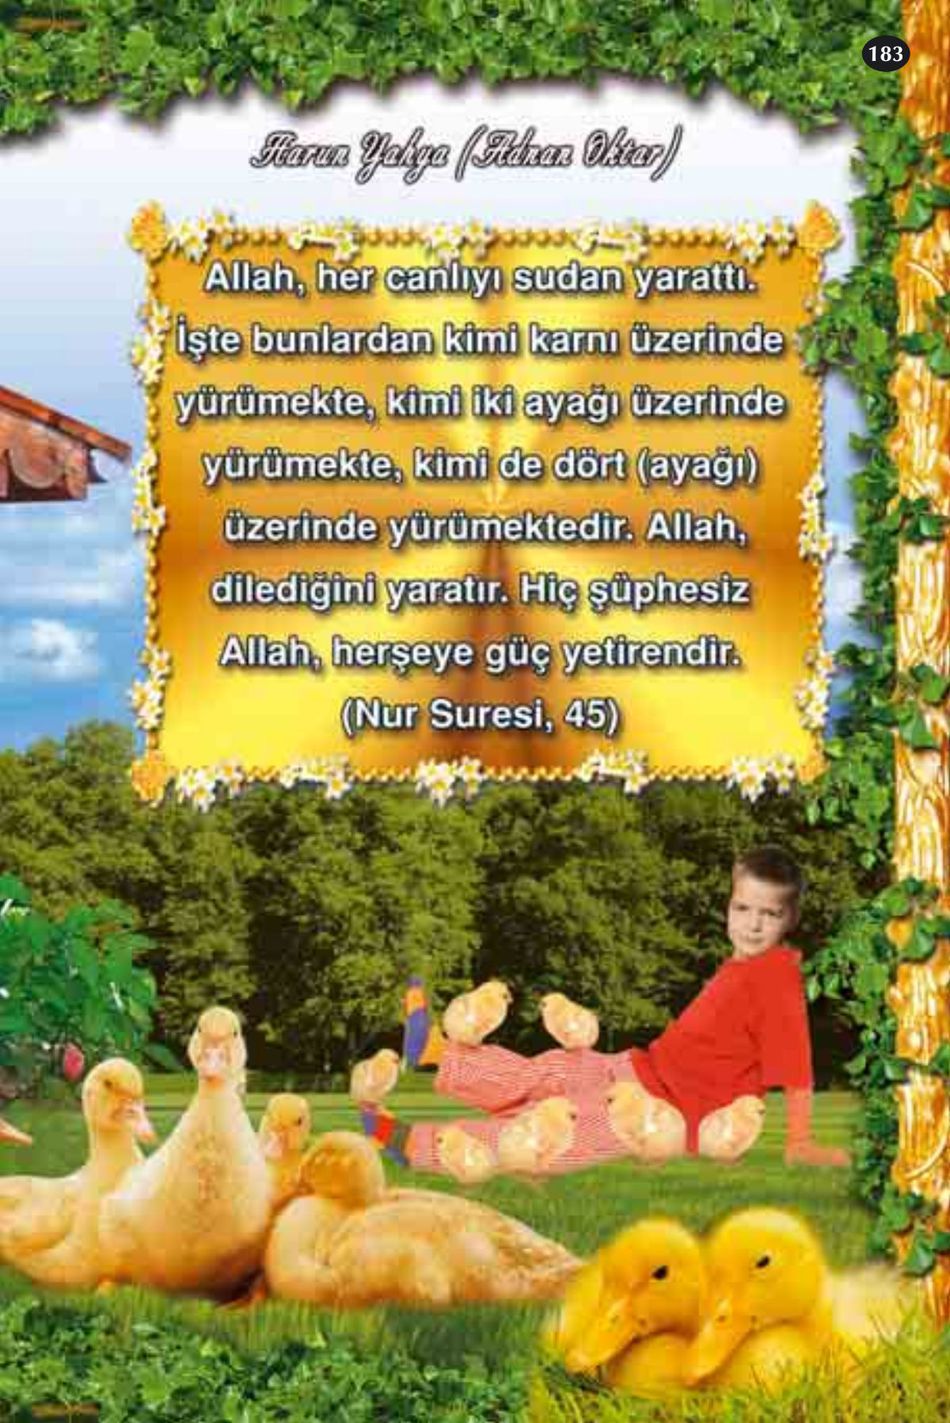 183
Harun Yahya (Adnan Oktar)
Allah, her canlıyı sudan yarattı.
İşte bunlardan kimi karnı üzerinde
yürümekte, kimi iki ayağı üzerinde
yürümekte, kimi de dört (ayağı)
üzerinde yürümektedir. Allah,
dilediğini yaratır. Hiç şüphesiz
Allah, herşeye güç yetirendir.
(Nur Suresi, 45)